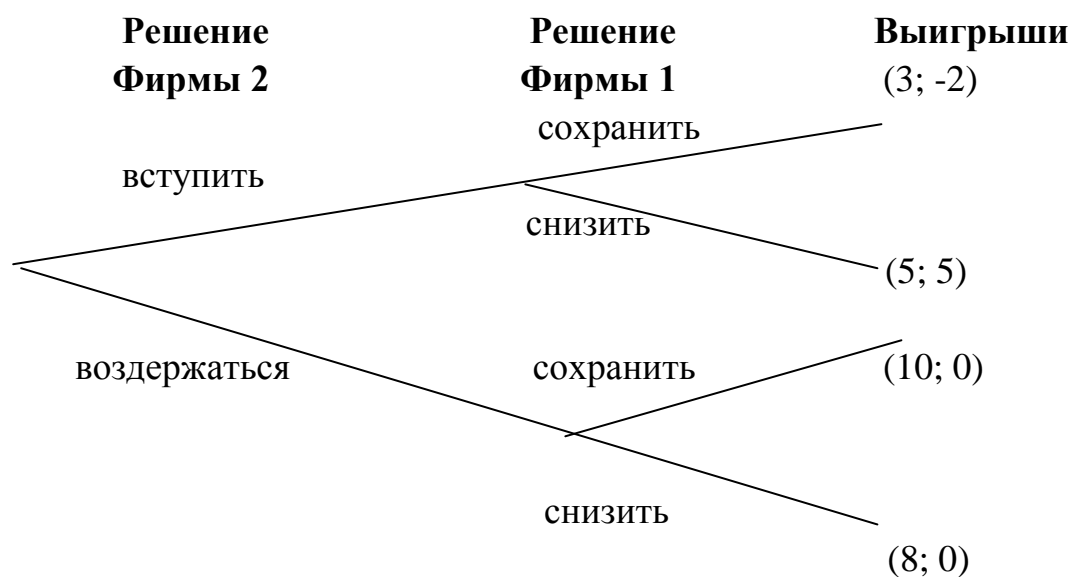 Решение Решение Выигрыши
Фирмы 2 Фирмы 1 (3; -2)
сохранить
вступить
снизить
(5; 5)
воздержаться сохранить (10; 0)
снизить
(8; 0)